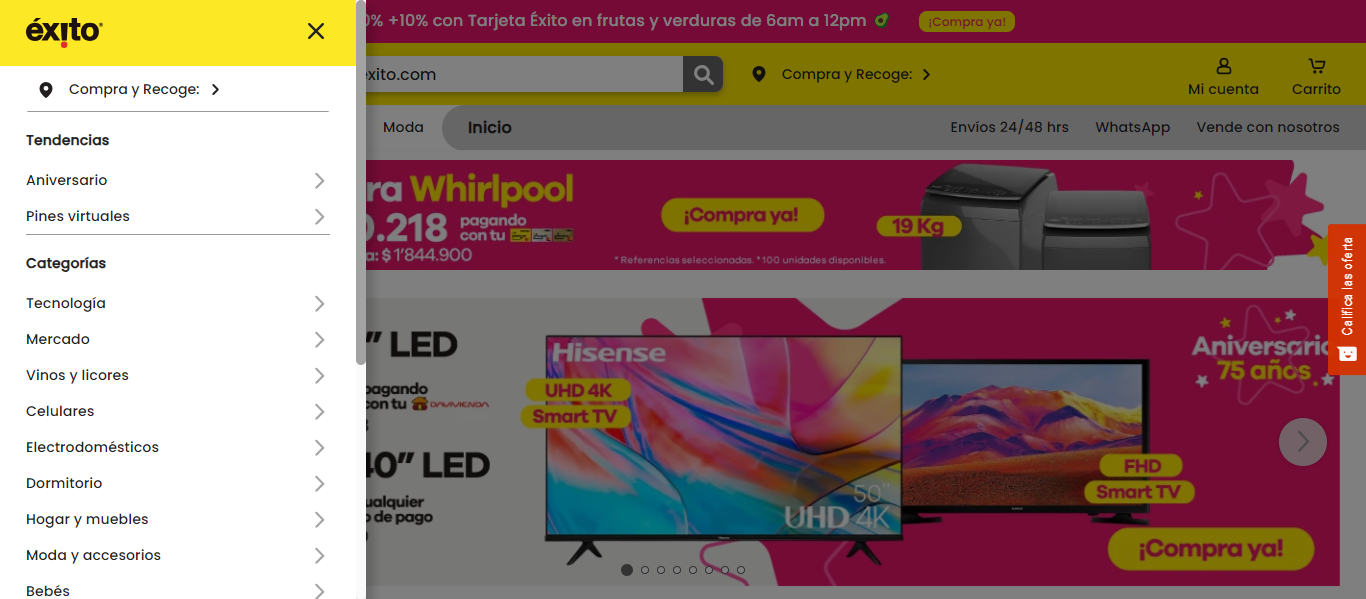 éxito
Compra y Recoge:
Tendencias
Aniversario
Pines virtuales
Categorías
Tecnología
Mercado
Vinos y licores
Celulares
Electrodomésticos
Dormitorio
Hogar y muebles
Moda y accesorios
Bebés
+10% con Tarjeta Éxito en frutas y verduras de 6am a 12pm
¡Compra ya!
exito.com
Compra y Recoge:
Mi cuenta
Carrito
Moda
Inicio
Envíos 24/48 hrs
WhatsApp
Vende con nosotros
ra Whirlpool
0.218
pagando
con tu
a: $1'844.900
¡Compra ya!
19 Kg
* Referencias seleccionadas. *100 unidades disponibles.
Califica las oferta
" LED
pagando
con tu DAVIVIENDA
40" LED
ualquier
o de pago
Hisense
UHD 4K
Smart TV
50"
UHD 4K
Aniversario
75 años
FHD
Smart TV
¡Compra ya!